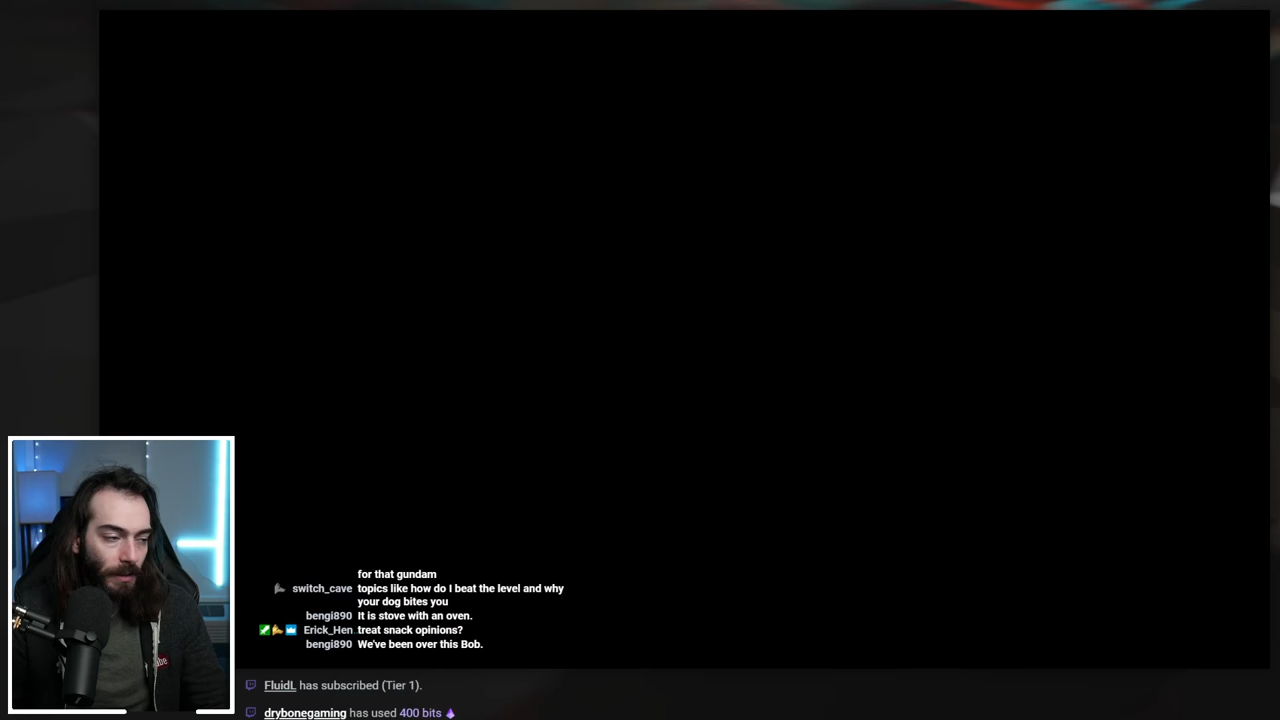 for that gundam
switch_cave topics like how do I beat the level and why
your dog bites you
bengi890 It is stove with an oven.
Erick_Hen treat snack opinions?
bengi890 We've been over this Bob.
FluidL has subscribed (Tier 1).
drybonegaming has used 400 bits